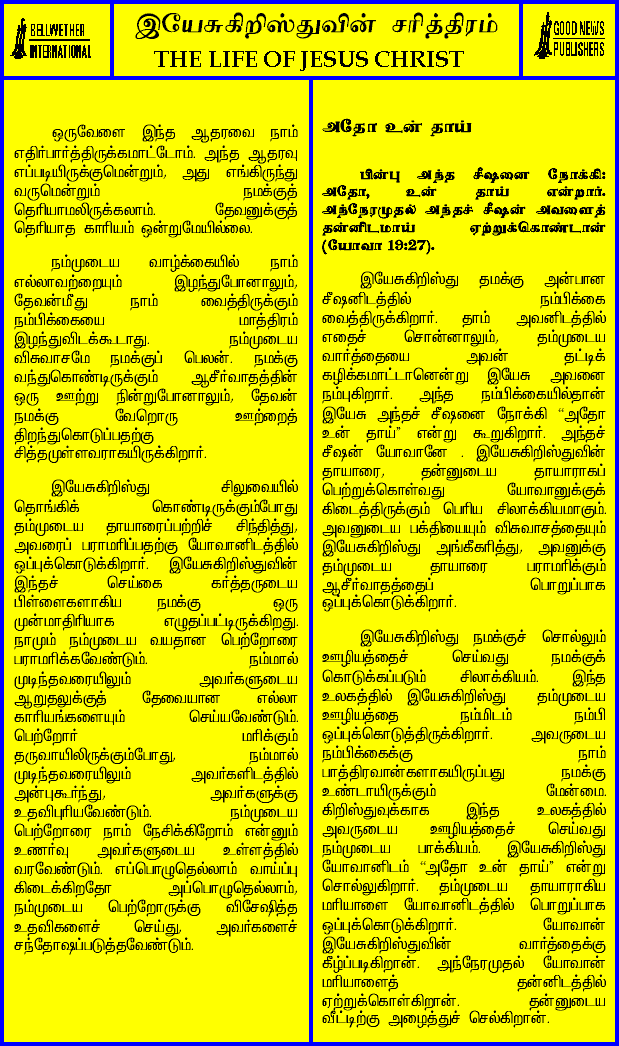 BELLWETHER
INTERNATIONAL
இயேசுகிறிஸ்துவின் சரித்திரம்
THE LIFE OF JESUS CHRIST
GOOD NEWS
PUBLISHERS
ஒருவேளை இந்த ஆதரவை நாம்
எதிர்பார்த்திருக்கமாட்டோம். அந்த ஆதரவு
எப்படியிருக்குமென்றும், அது எங்கிருந்து
வருமென்றும் நமக்குத்
தெரியாமலிருக்கலாம். தேவனுக்குத்
தெரியாத காரியம் ஒன்றுமேயில்லை.
நம்முடைய வாழ்க்கையில் நாம்
எல்லாவற்றையும் இழந்துபோனாலும்,
தேவன்மீது நாம் வைத்திருக்கும்
நம்பிக்கையை மாத்திரம்
இழந்துவிடக்கூடாது. நம்முடைய
விசுவாசமே நமக்குப் பெலன். நமக்கு
வந்துகொண்டிருக்கும் ஆசீர்வாதத்தின்
ஒரு ஊற்று நின்றுபோனாலும், தேவன்
நமக்கு வேறொரு ஊற்றைத்
திறந்துகொடுப்பதற்கு
சித்தமுள்ளவராகயிருக்கிறார்.
இயேசுகிறிஸ்து சிலுவையில்
தொங்கிக் கொண்டிருக்கும்போது
தம்முடைய தாயாரைப்பற்றிச் சிந்தித்து,
அவரைப் பராமரிப்பதற்கு யோவானிடத்தில்
ஒப்புக்கொடுக்கிறார். இயேசுகிறிஸ்துவின்
இந்தச் செய்கை கர்த்தருடைய
பிள்ளைகளாகிய நமக்கு ஒரு
முன்மாதிரியாக எழுதப்பட்டிருக்கிறது.
நாமும் நம்முடைய வயதான பெற்றோரை
பராமரிக்கவேண்டும். நம்மால்
முடிந்தவரையிலும் அவர்களுடைய
ஆறுதலுக்குத் தேவையான எல்லா
காரியங்களையும் செய்யவேண்டும்.
பெற்றோர் மரிக்கும்
தருவாயிலிருக்கும்போது, நம்மால்
முடிந்தவரையிலும் அவர்களிடத்தில்
அன்புகூர்ந்து, அவர்களுக்கு
உதவிபுரியவேண்டும். நம்முடைய
பெற்றோரை நாம் நேசிக்கிறோம் என்னும்
உணர்வு அவர்களுடைய உள்ளத்தில்
வரவேண்டும். எப்பொழுதெல்லாம் வாய்ப்பு
கிடைக்கிறதோ அப்பொழுதெல்லாம்,
நம்முடைய பெற்றோருக்கு விசேஷித்த
உதவிகளைச் செய்து, அவர்களைச்
சந்தோஷப்படுத்தவேண்டும்.
அதோ உன் தாய்
பின்பு அந்த சீஷனை நோக்கி:
அதோ, உன் தாய் என்றார்.
அந்நேரமுதல் அந்தச் சீஷன் அவளைத்
தன்னிடமாய் ஏற்றுக்கொண்டான்
(யோவா 19:27).
இயேசுகிறிஸ்து தமக்கு அன்பான
சீஷனிடத்தில் நம்பிக்கை
வைத்திருக்கிறார். தாம் அவனிடத்தில்
எதைச் சொன்னாலும், தம்முடைய
வார்த்தையை அவன் தட்டிக்
கழிக்கமாட்டானென்று இயேசு அவனை
நம்புகிறார். அந்த நம்பிக்கையில்தான்
இயேசு அந்தச் சீஷனை நோக்கி “அதோ
உன் தாய்” என்று கூறுகிறார். அந்தச்
சீஷன் யோவானே . இயேசுகிறிஸ்துவின்
தாயாரை, தன்னுடைய தாயாராகப்
பெற்றுக்கொள்வது யோவானுக்குக்
கிடைத்திருக்கும் பெரிய சிலாக்கியமாகும்.
அவனுடைய பக்தியையும் விசுவாசத்தையும்
இயேசுகிறிஸ்து அங்கீகரித்து, அவனுக்கு
தம்முடைய தாயாரை பராமரிக்கும்
ஆசீர்வாதத்தைப் பொறுப்பாக
ஒப்புக்கொடுக்கிறார்.
இயேசுகிறிஸ்து நமக்குச் சொல்லும்
ஊழியத்தைச் செய்வது நமக்குக்
கொடுக்கப்படும் சிலாக்கியம். இந்த
உலகத்தில் இயேசுகிறிஸ்து தம்முடைய
ஊழியத்தை நம்மிடம் நம்பி
ஒப்புக்கொடுத்திருக்கிறார். அவருடைய
நம்பிக்கைக்கு நாம்
பாத்திரவான்களாகயிருப்பது நமக்கு
உண்டாயிருக்கும் மேன்மை.
கிறிஸ்துவுக்காக இந்த உலகத்தில்
அவருடைய ஊழியத்தைச் செய்வது
நம்முடைய பாக்கியம். இயேசுகிறிஸ்து
யோவானிடம் “அதோ உன் தாய்” என்று
சொல்லுகிறார். தம்முடைய தாயாராகிய
மரியாளை யோவானிடத்தில் பொறுப்பாக
ஒப்புக்கொடுக்கிறார். யோவான்
இயேசுகிறிஸ்துவின் வார்த்தைக்கு
கீழ்ப்படிகிறான். அந்நேரமுதல் யோவான்
மரியாளைத் தன்னிடத்தில்
ஏற்றுக்கொள்கிறான். தன்னுடைய
வீட்டிற்கு அழைத்துச் செல்கிறான்.